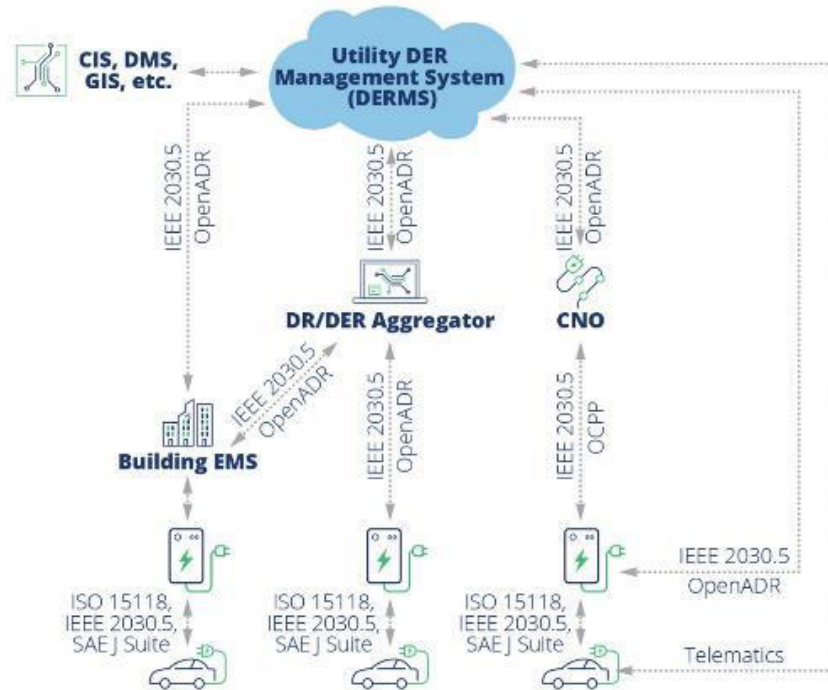 CIS, DMS,
GIS, etc.
Utility DER
Management System
(DERMS)
IEEE 2030.5
OpenADR
IEEE 2030.5
OpenADR
IEEE 2030.5
OpenADR
DR/DER Aggregator
CNO
IEEE 2030.5
OpenADR
IEEE 2030.5
OpenADR
IEEE 2030.5
OCPP
Building EMS
IEEE 2030.5
OpenADR
ISO 15118,
IEEE 2030.5,
SAE J Suite
ISO 15118,
IEEE 2030.5,
SAE J Suite
ISO 15118,
IEEE 2030.5,
SAE J Suite
Telematics